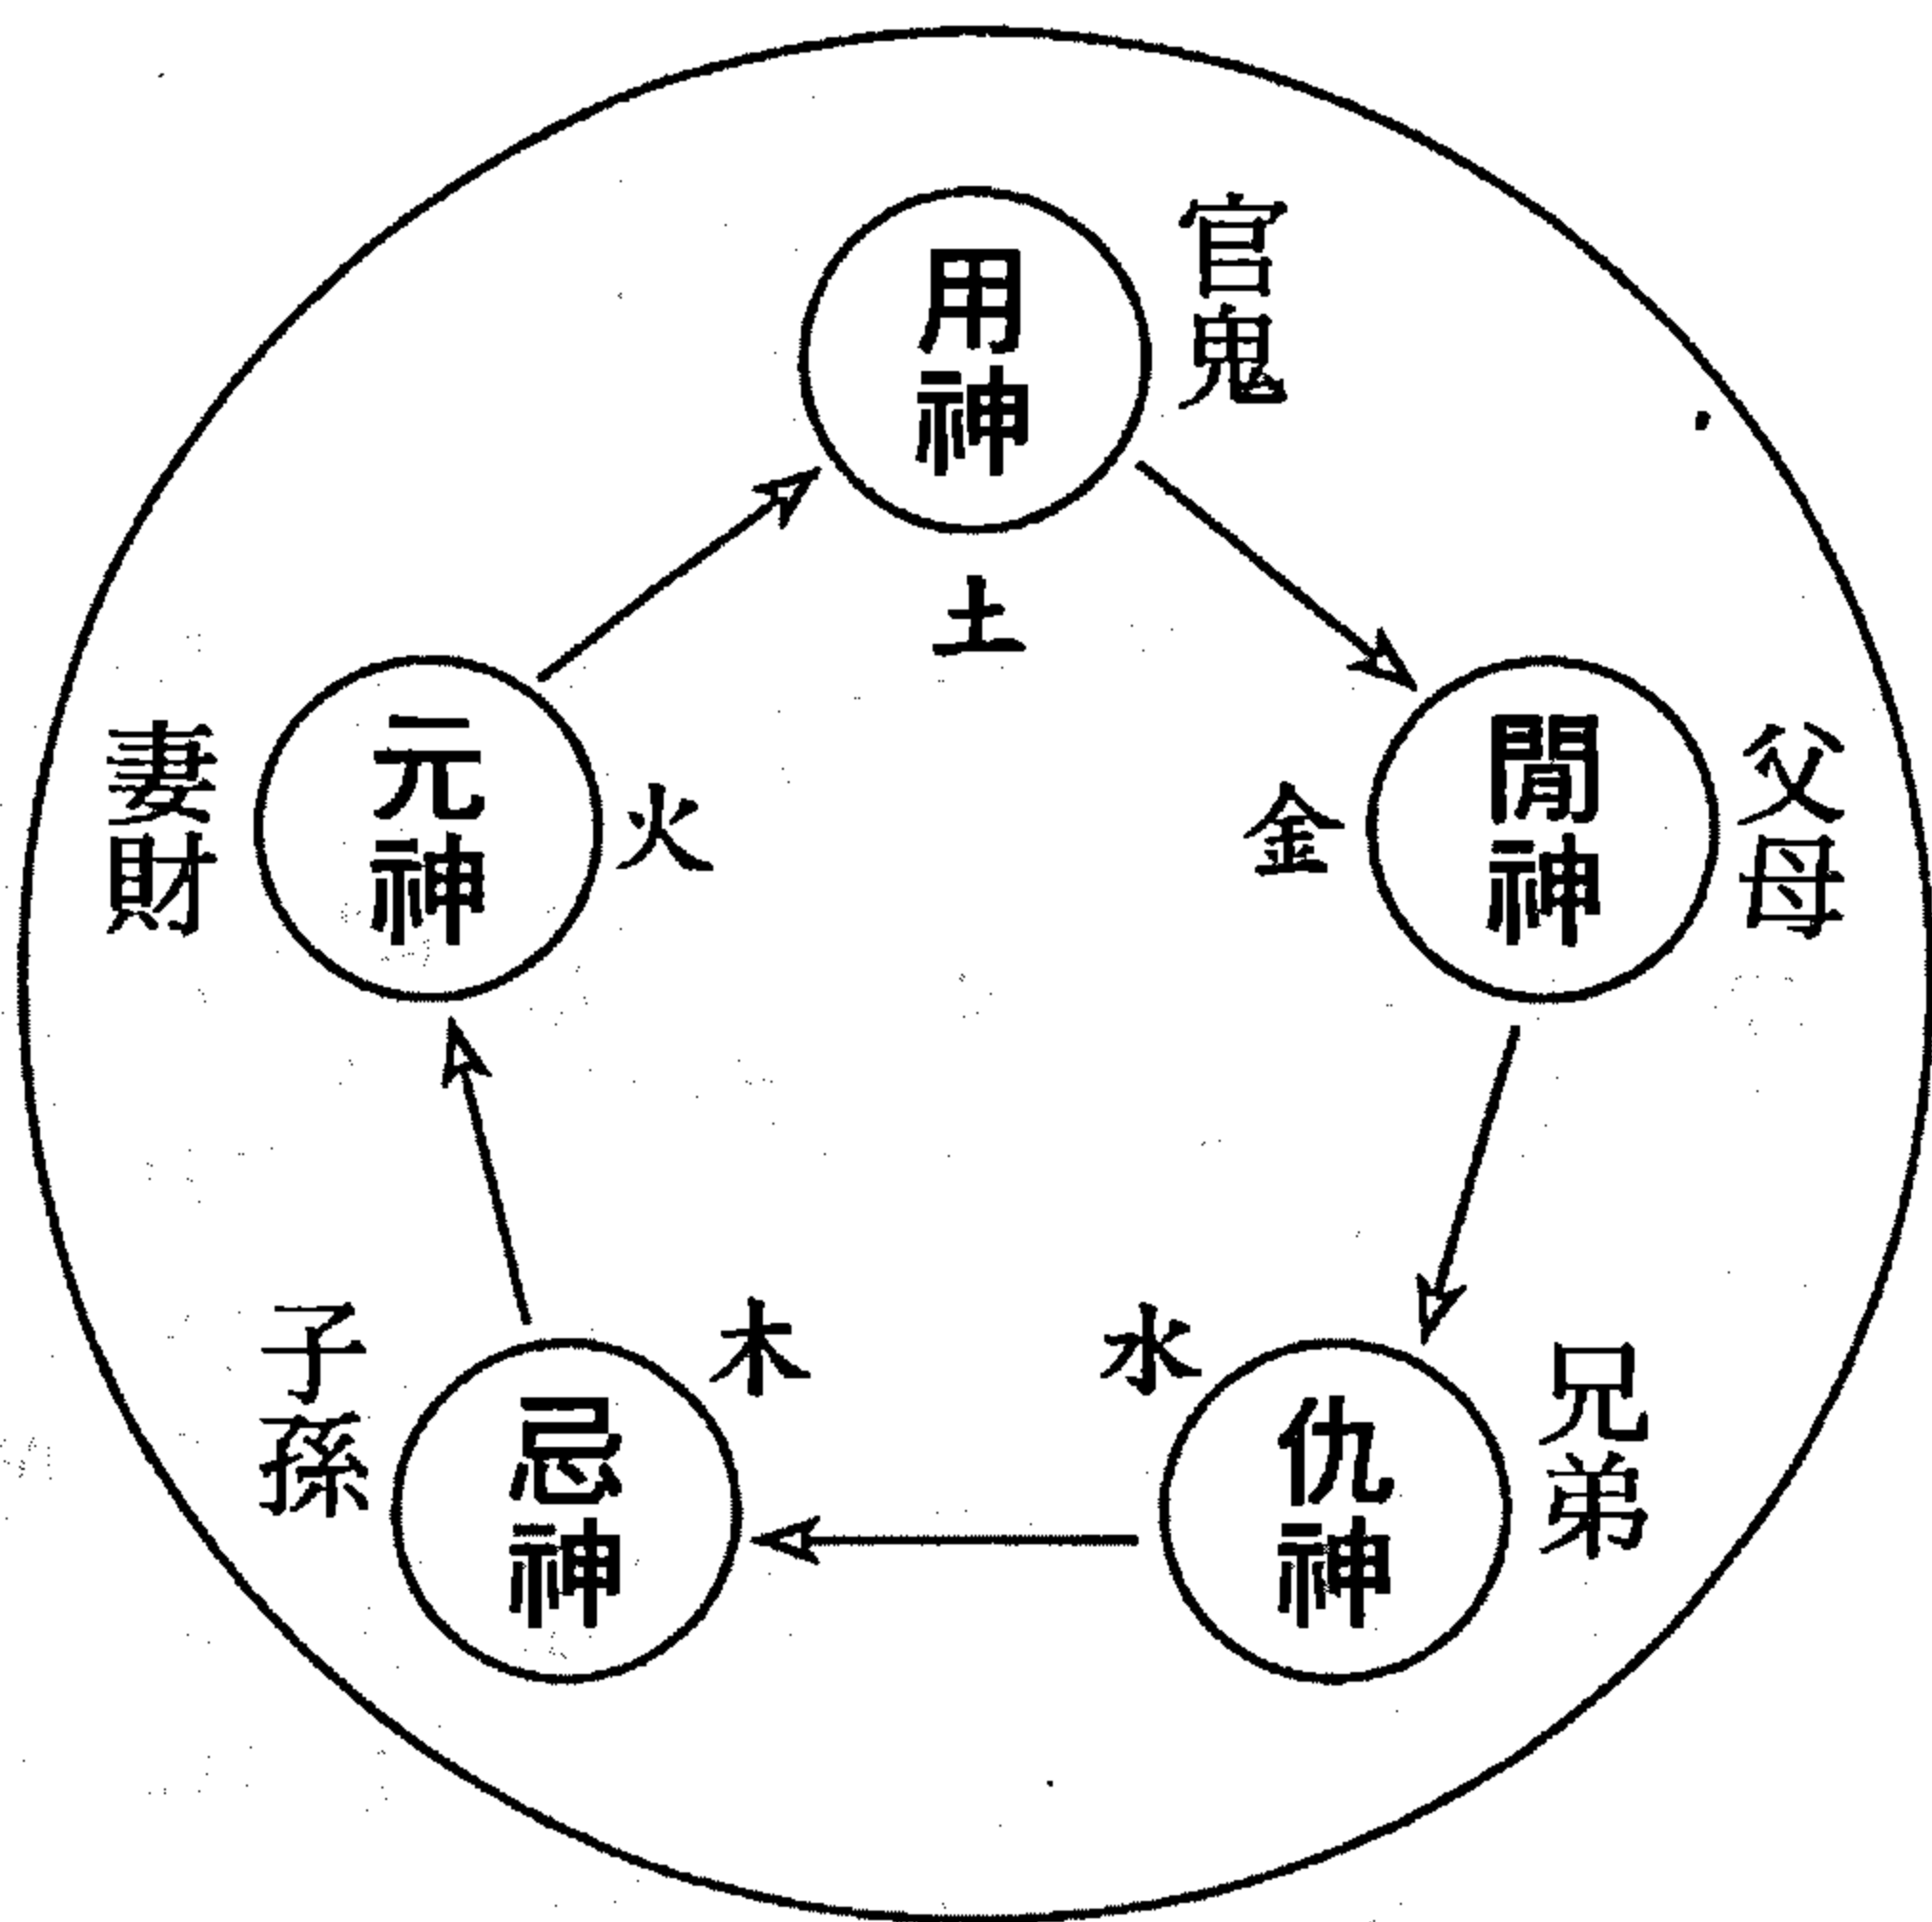 用神
官鬼
土
妻財
元神
火
金
閒神
父母
子孫
忌神
木
水
仇神
兄弟